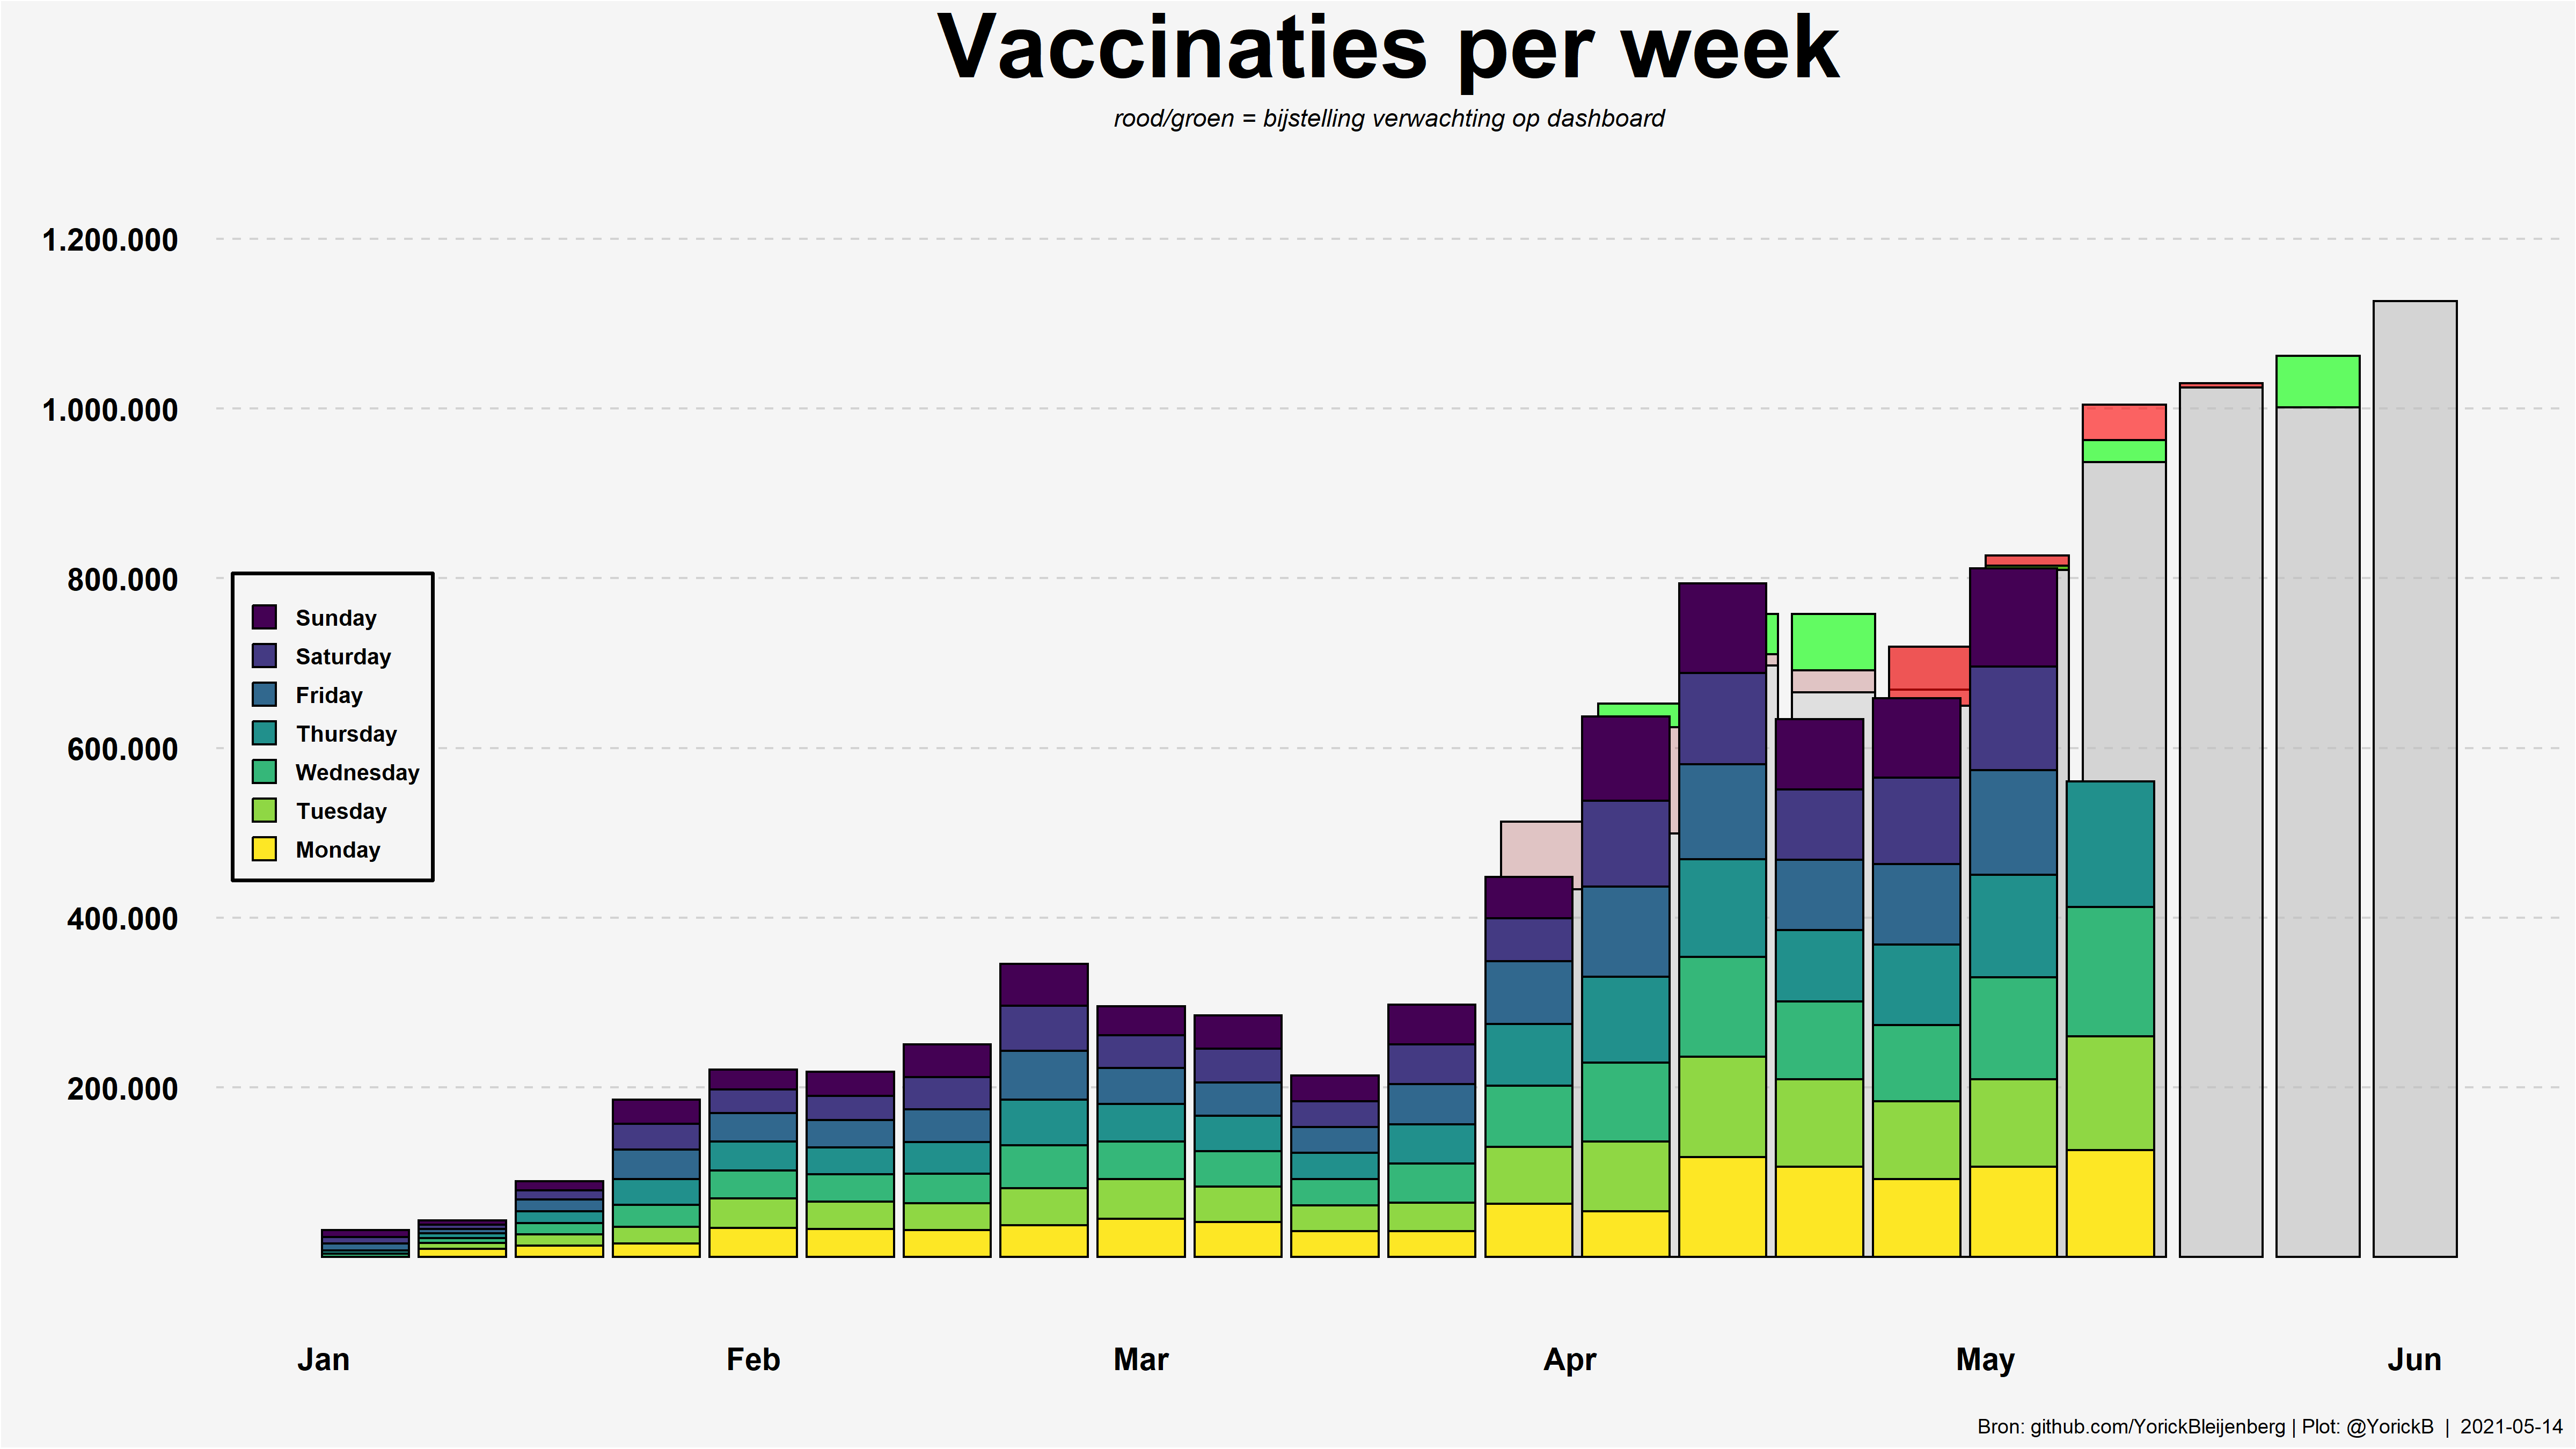 Vaccinaties per week
rood/groen = bijstelling verwachting op dashboard
1.200.000
1.000.000
800.000
600.000
400.000
200.000
Sunday
Saturday
Friday
Thursday
Wednesday
Tuesday
Monday
Jan Feb Mar Apr May Jun
Bron: github.com/YorickBleijenberg | Plot: @YorickB | 2021-05-14